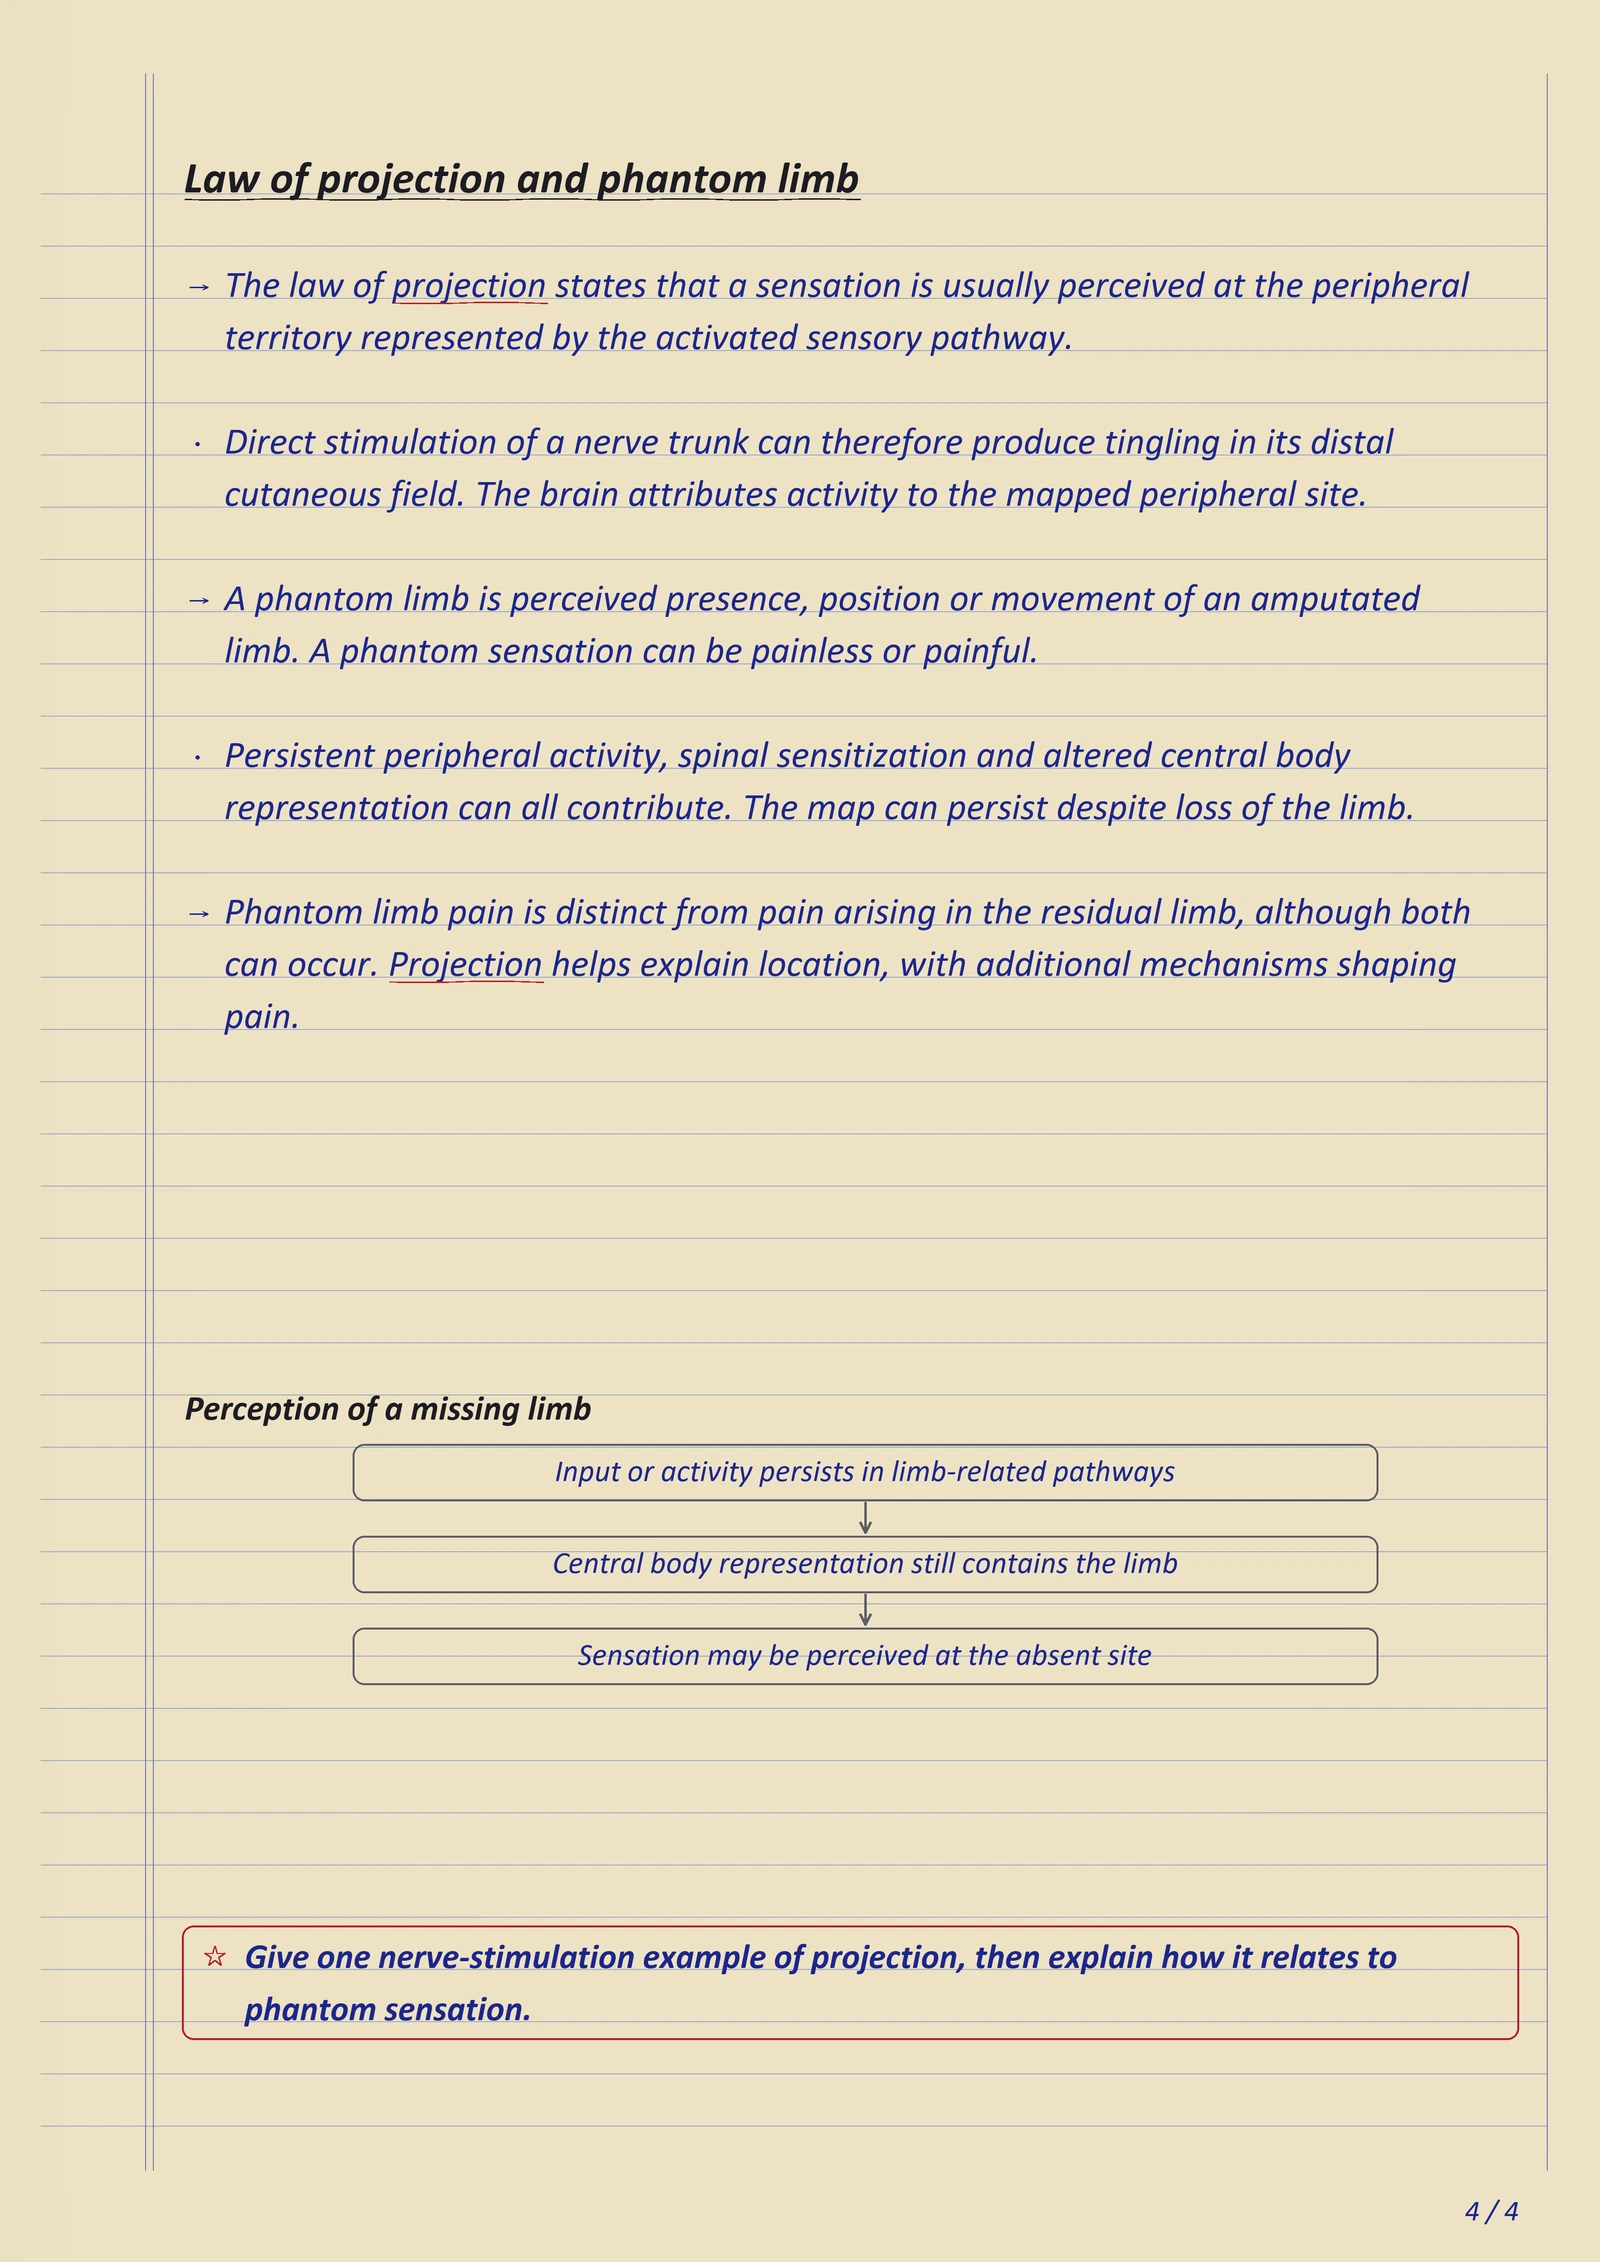 Law of projection and phantom limb
→ The law of projection states that a sensation is usually perceived at the peripheral
territory represented by the activated sensory pathway.
· Direct stimulation of a nerve trunk can therefore produce tingling in its distal
cutaneous field. The brain attributes activity to the mapped peripheral site.
→ A phantom limb is perceived presence, position or movement of an amputated
limb. A phantom sensation can be painless or painful.
· Persistent peripheral activity, spinal sensitization and altered central body
representation can all contribute. The map can persist despite loss of the limb.
→ Phantom limb pain is distinct from pain arising in the residual limb, although both
can occur. Projection helps explain location, with additional mechanisms shaping
pain.
Perception of a missing limb
Input or activity persists in limb-related pathways
Central body representation still contains the limb
Sensation may be perceived at the absent site
☆ Give one nerve-stimulation example of projection, then explain how it relates to
phantom sensation.
4 / 4